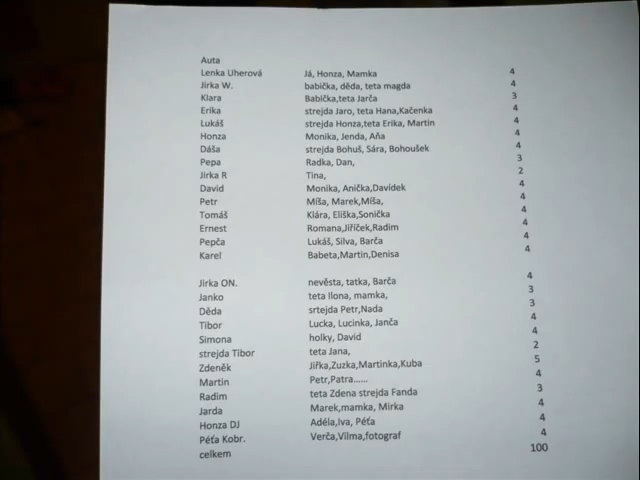 Auta
Lenka Uherová Já, Honza, Mamka 4
Jirka W. babička, děda, teta magda 4
Klara Babička,teta Jarča 3
Erika strejda Jaro, teta Hana,Kačenka 4
Lukáš strejda Honza,teta Erika, Martin 4
Honza Monika, Jenda, Aňa 4
Dáša strejda Bohuš, Sára, Bohoušek 4
Pepa Radka, Dan, 3
Jirka R Tina, 2
David Monika, Anička,Davídek 4
Petr Míša, Marek,Míša, 4
Tomáš Klára, Eliška,Sonička 4
Ernest Romana,Jiříček,Radim 4
Pepča Lukáš, Silva, Barča 4
Karel Babeta,Martin,Denisa 4
Jirka ON. nevěsta, tatka, Barča 4
Janko teta Ilona, mamka, 3
Děda srtejda Petr,Nada 3
Tibor Lucka, Lucinka, Janča 4
Simona holky, David 4
strejda Tibor teta Jana, 2
Zdeněk Jiřka,Zuzka,Martinka,Kuba 5
Martin Petr,Patra...... 4
Radim teta Zdena strejda Fanda 3
Jarda Marek,mamka, Mirka 4
Honza DJ Adéla,Iva, Péťa 4
Péťa Kobr. Verča,Vilma,fotograf 4
celkem 100